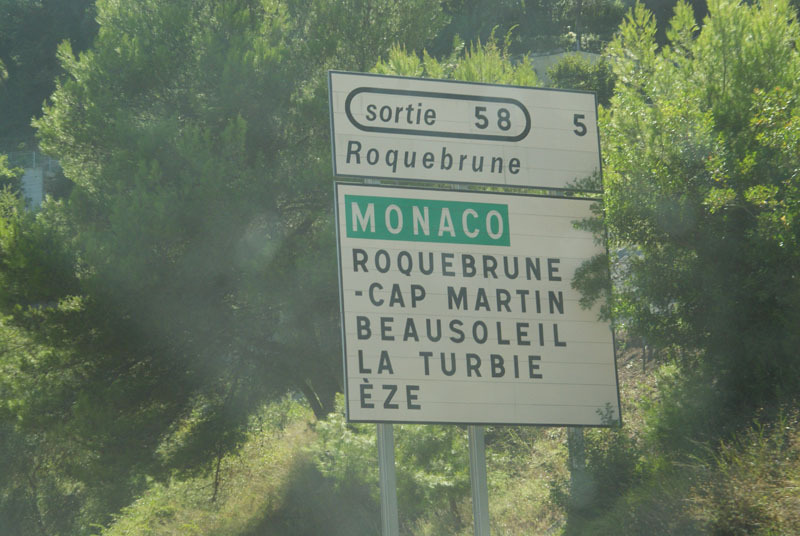 sortie 58 5
Roquebrune
MONACO
ROQUEBRUNE
-CAP MARTIN
BEAUSOLEIL
LA TURBIE
ÈZE